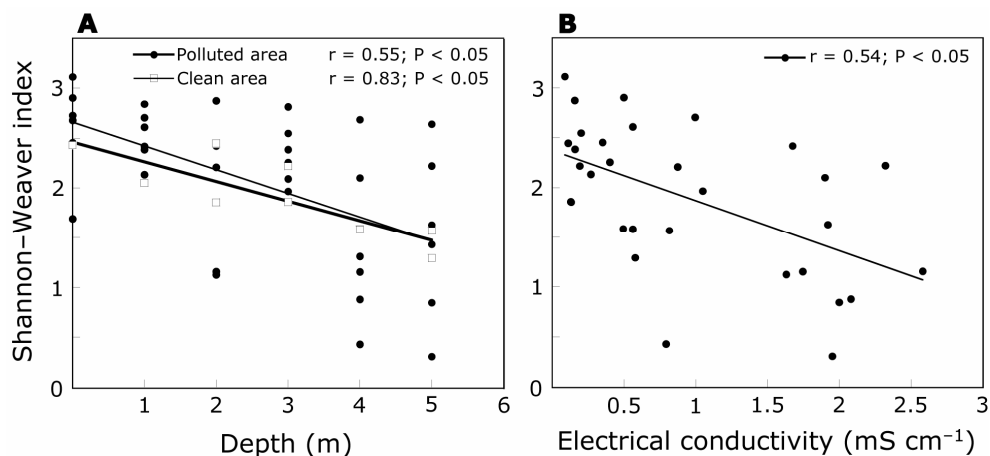 A
B
Polluted area r = 0.55; P < 0.05
Clean area r = 0.83; P < 0.05
r = 0.54; P < 0.05
Shannon–Weaver index
3
2
1
0
1 2 3 4 5 6
Depth (m)
3
2
1
0
0.5 1 1.5 2 2.5 3
Electrical conductivity (mS cm⁻¹)